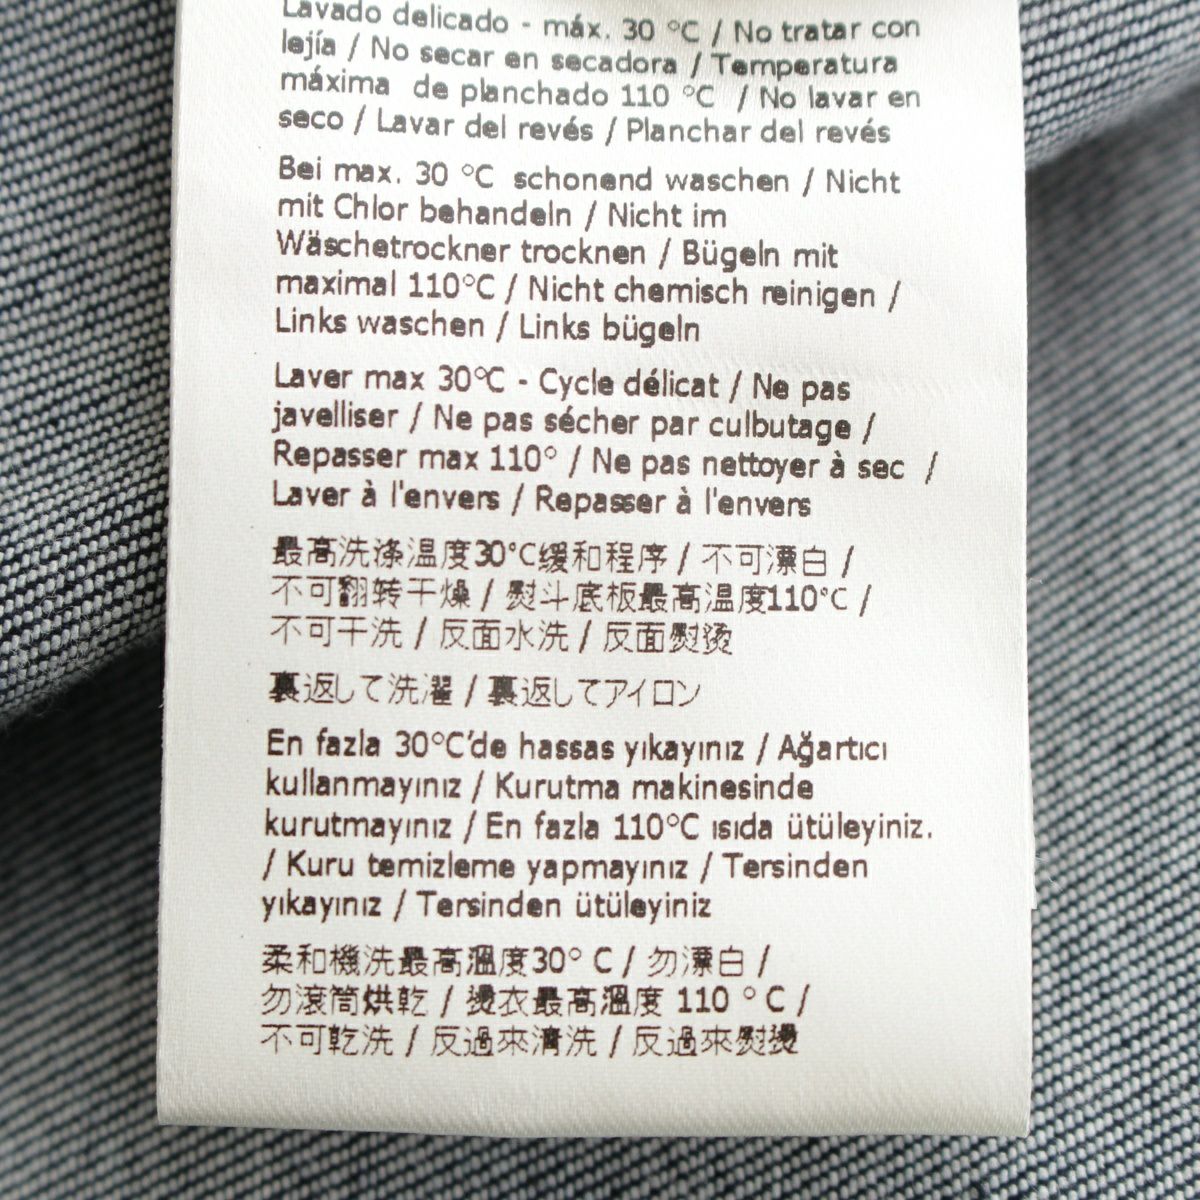 Lavado delicado - máx. 30 °C / No tratar con
lejía / No secar en secadora / Temperatura
máxima de planchado 110 °C / No lavar en
seco / Lavar del revés / Planchar del revés
Bei max. 30 °C schonend waschen / Nicht
mit Chlor behandeln / Nicht im
Wäschetrockner trocknen / Bügeln mit
maximal 110°C / Nicht chemisch reinigen /
Links waschen / Links bügeln
Laver max 30°C - Cycle délicat / Ne pas
javelliser / Ne pas sécher par culbutage /
Repasser max 110° / Ne pas nettoyer à sec /
Laver à l'envers / Repasser à l'envers
最高洗涤温度30°C缓和程序 / 不可漂白 /
不可翻转干燥 / 熨斗底板最高温度110°C /
不可干洗 / 反面水洗 / 反面熨烫
裏返して洗濯 / 裏返してアイロン
En fazla 30°C’de hassas yıkayınız / Ağartıcı
kullanmayınız / Kurutma makinesinde
kurutmayınız / En fazla 110°C ısıda ütüleyiniz.
/ Kuru temizleme yapmayınız / Tersinden
yıkayınız / Tersinden ütüleyiniz
柔和機洗最高溫度30° C / 勿漂白 /
勿滾筒烘乾 / 燙衣最高溫度 110 ° C /
不可乾洗 / 反過來清洗 / 反過來熨燙